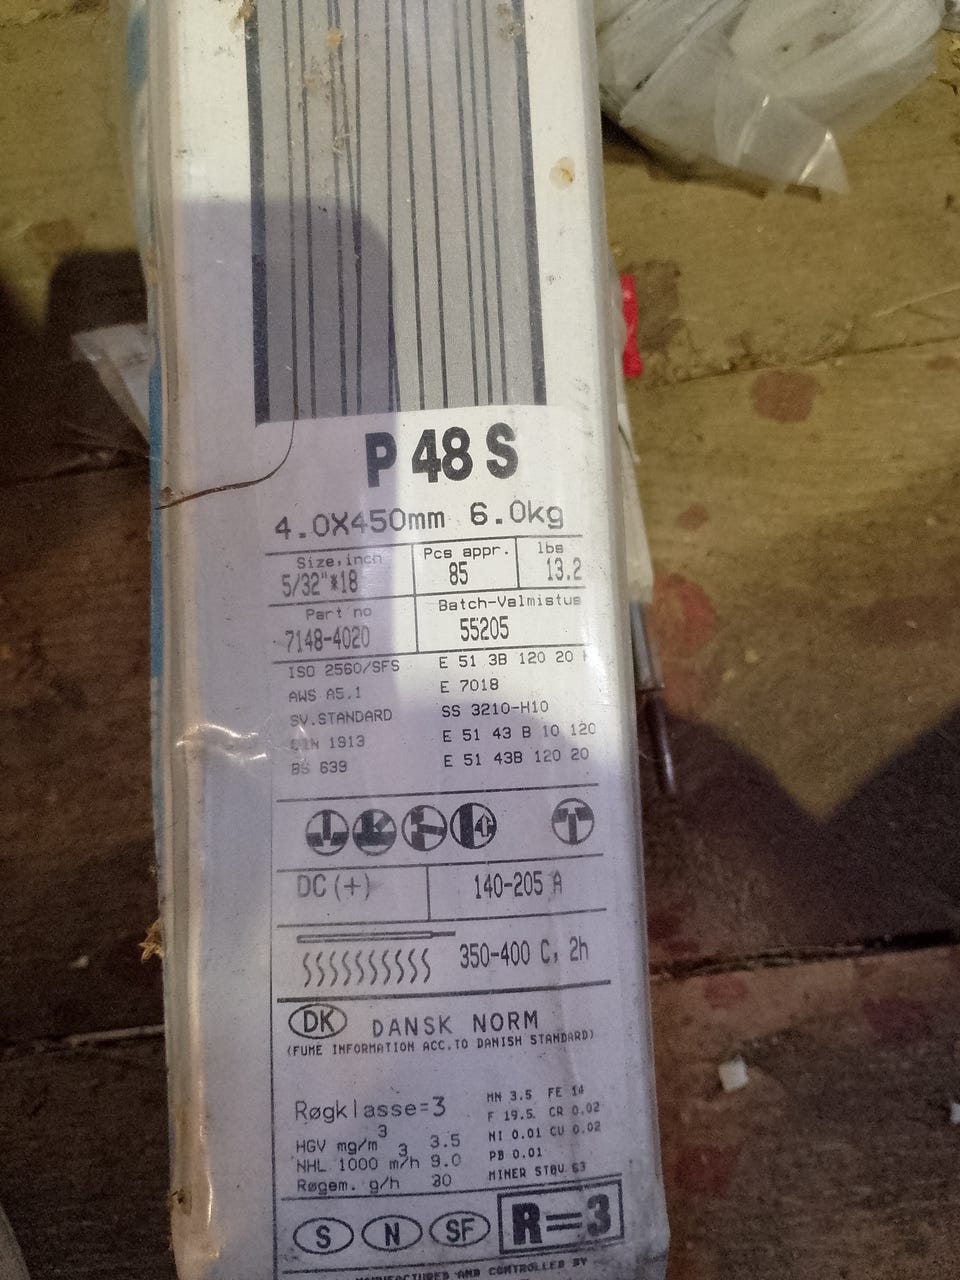 P 48 S
4.0X450mm 6.0kg
Size,inch Pcs appr. lbs
5/32"*18 85 13.2
Part no Batch-Valmistus
7148-4020 55205
ISO 2560/SFS E 51 3B 120 20
AWS A5.1 E 7018
SV.STANDARD SS 3210-H10
DIN 1913 E 51 43 B 10 120
BS 639 E 51 43B 120 20
DC(+) 140-205 A
350-400 C, 2h
DK DANSK NORM
(FUME INFORMATION ACC.TO DANISH STANDARD)
Røgklasse=3
HGV mg/m³ 3.5
NHL 1000 m³/h 9.0
Røgem. g/h 30
MN 3.5 FE 14
F 19.5. CR 0.02
NI 0.01 CU 0.02
PB 0.01
MINER STBV 63
S N SF R=3
MANUFACTURED AND CONTROLLED BY